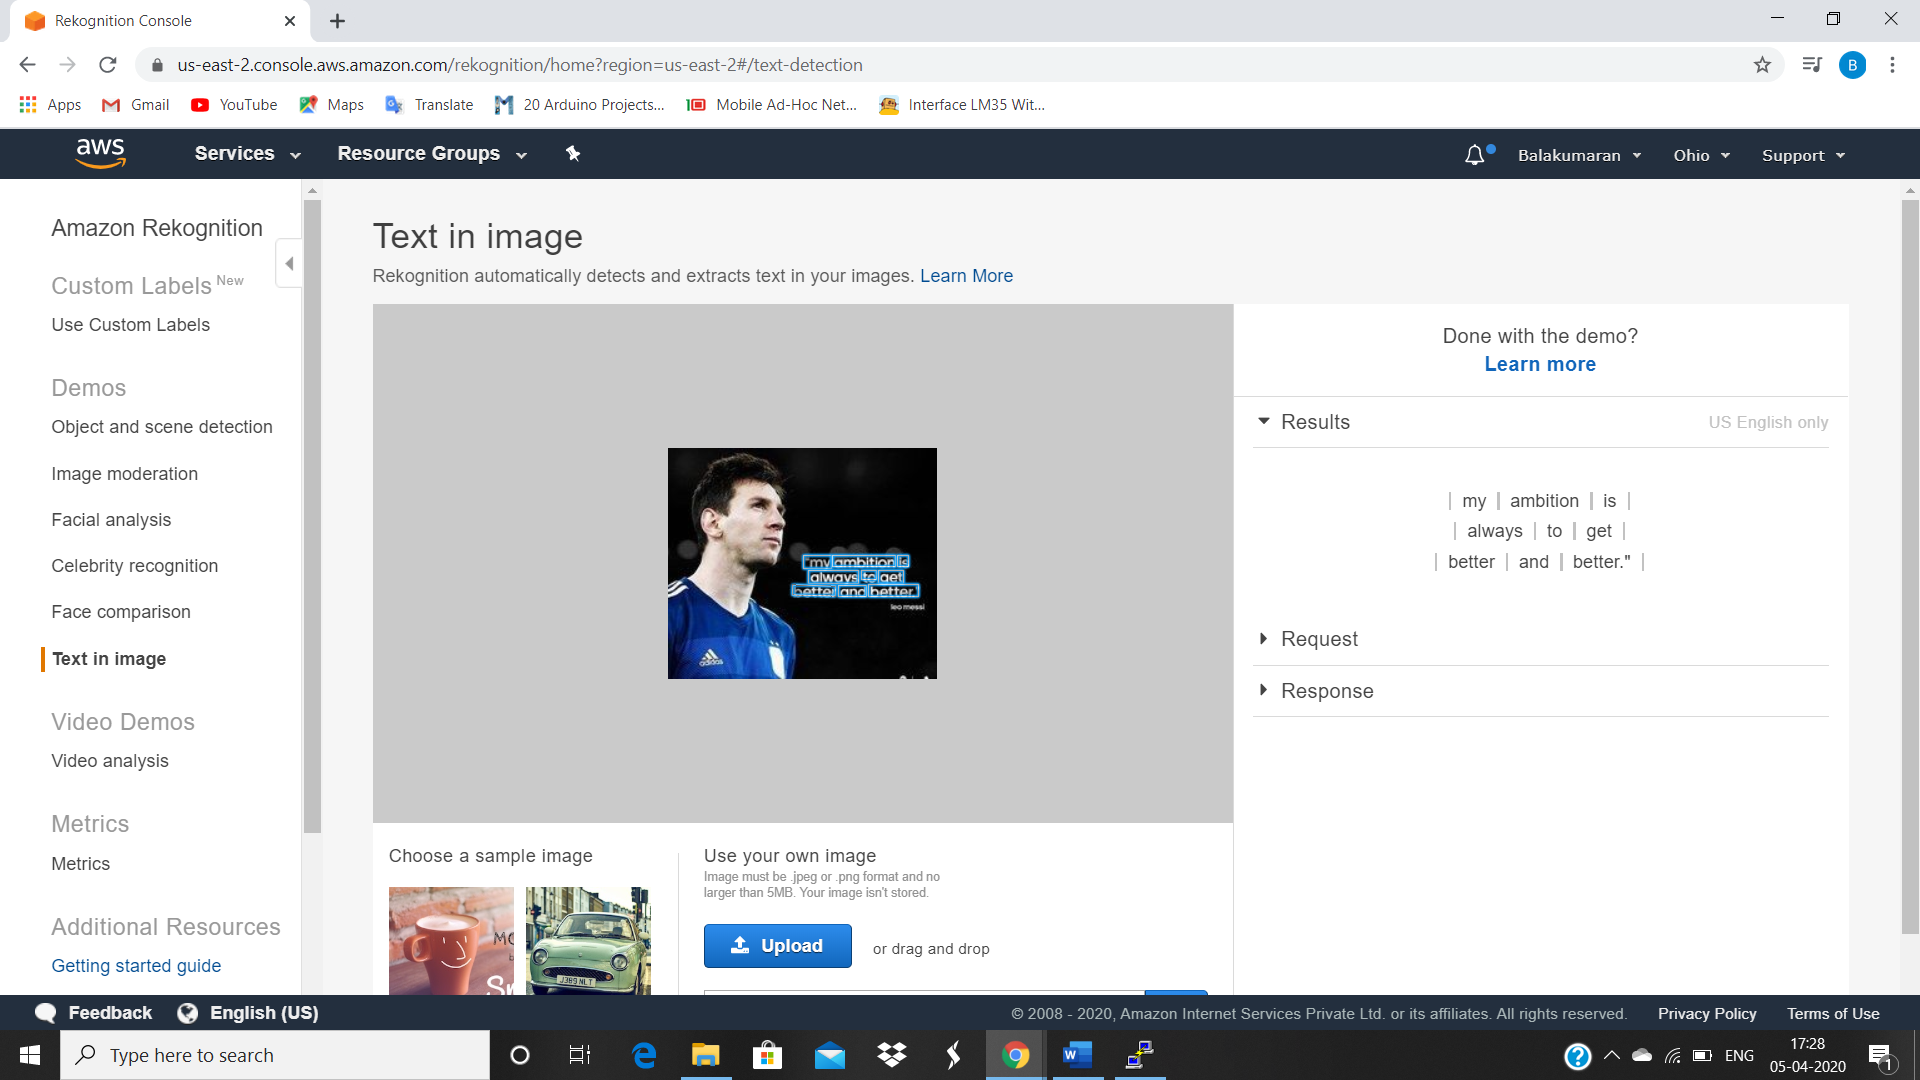 Rekognition Console
us-east-2.console.aws.amazon.com/rekognition/home?region=us-east-2#/text-detection
B
Apps Gmail YouTube Maps Translate 20 Arduino Projects... Mobile Ad-Hoc Net... Interface LM35 Wit...
aws Services Resource Groups Balakumaran Ohio Support
Amazon Rekognition
Custom Labels New
Use Custom Labels
Demos
Object and scene detection
Image moderation
Facial analysis
Celebrity recognition
Face comparison
Text in image
Video Demos
Video analysis
Metrics
Metrics
Additional Resources
Getting started guide
Text in image
Rekognition automatically detects and extracts text in your images. Learn More
"my ambition is
always to get
better and better."
leo messi
adidas
Choose a sample image
J389 NLT
Use your own image
Image must be .jpeg or .png format and no
larger than 5MB. Your image isn't stored.
Upload or drag and drop
Done with the demo?
Learn more
Results US English only
| my | ambition | is |
| always | to | get |
| better | and | better." |
Request
Response
Feedback English (US) © 2008 - 2020, Amazon Internet Services Private Ltd. or its affiliates. All rights reserved. Privacy Policy Terms of Use
Type here to search
ENG
17:28
05-04-2020
1